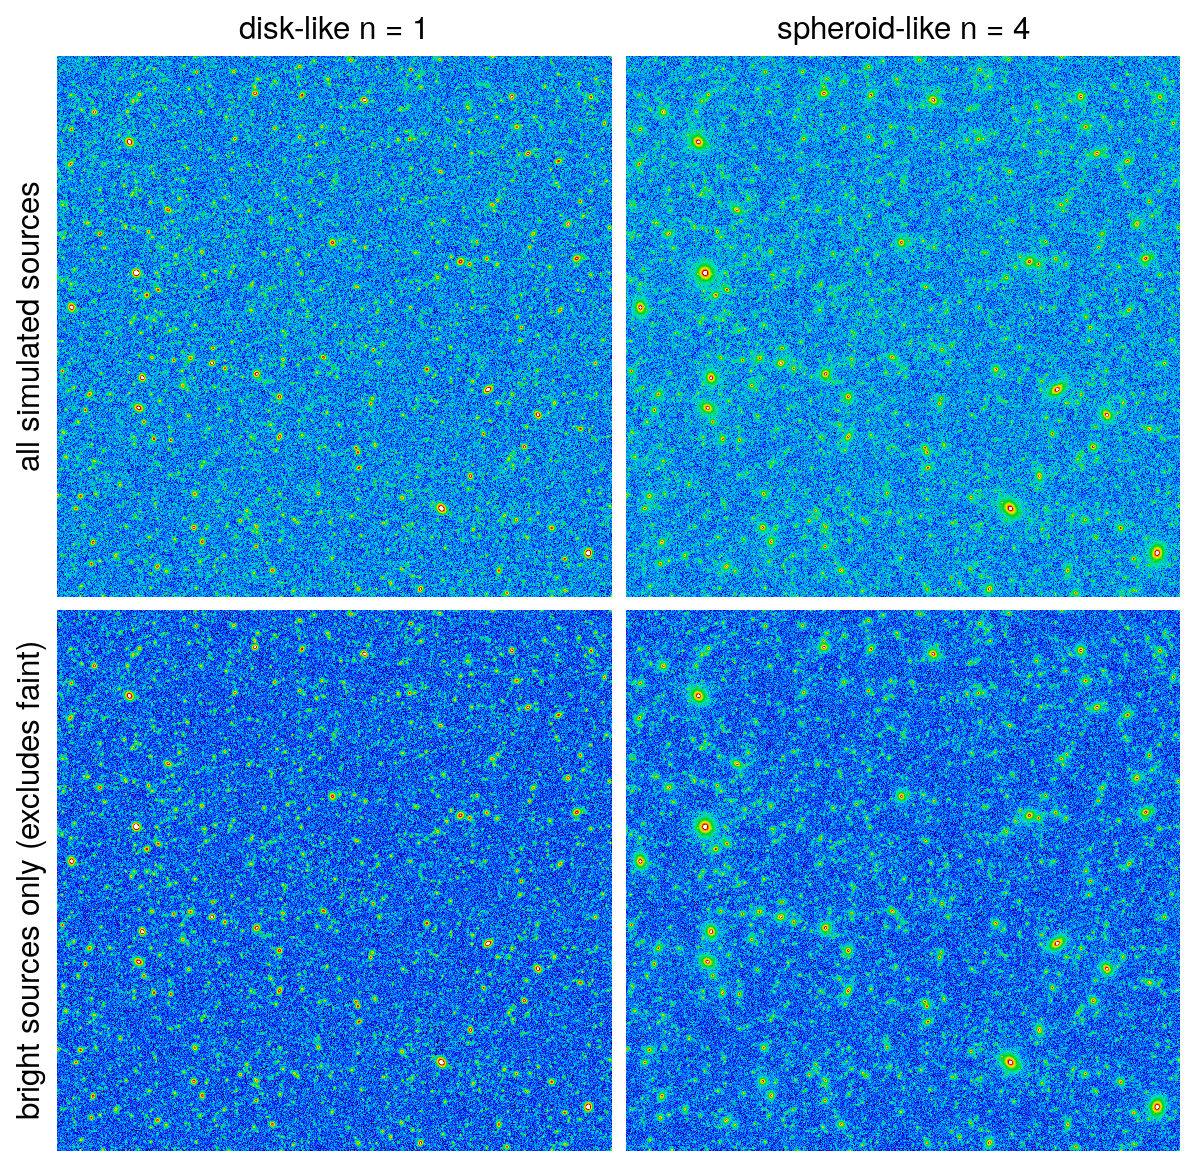 disk-like n = 1
spheroid-like n = 4
all simulated sources
bright sources only (excludes faint)